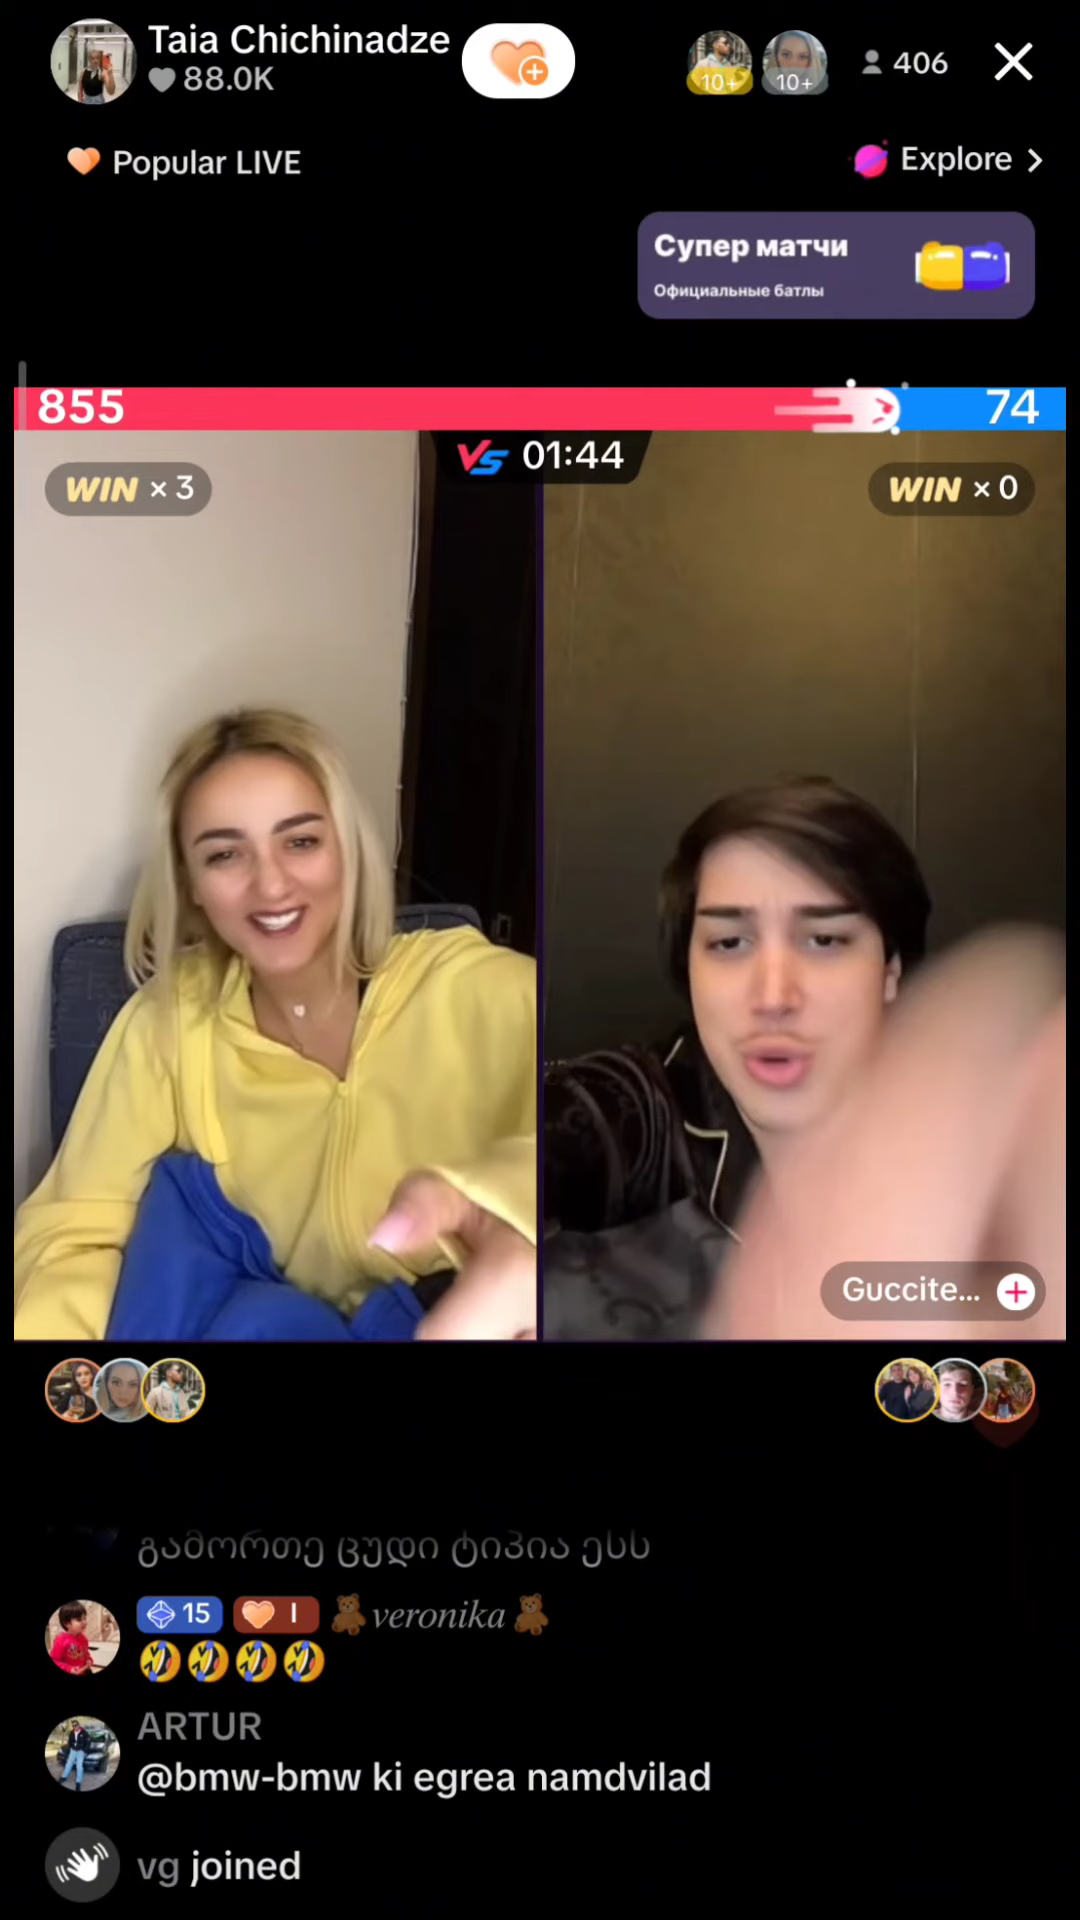 Taia Chichinadze
88.0K
10+
10+
406
Popular LIVE
Explore
Супер матчи
Официальные батлы
855
74
VS 01:44
WIN × 3
WIN × 0
Guccite...
გამორთე ცუდი ტიპია ესს
15
I
veronika
ARTUR
@bmw-bmw ki egrea namdvilad
vg joined